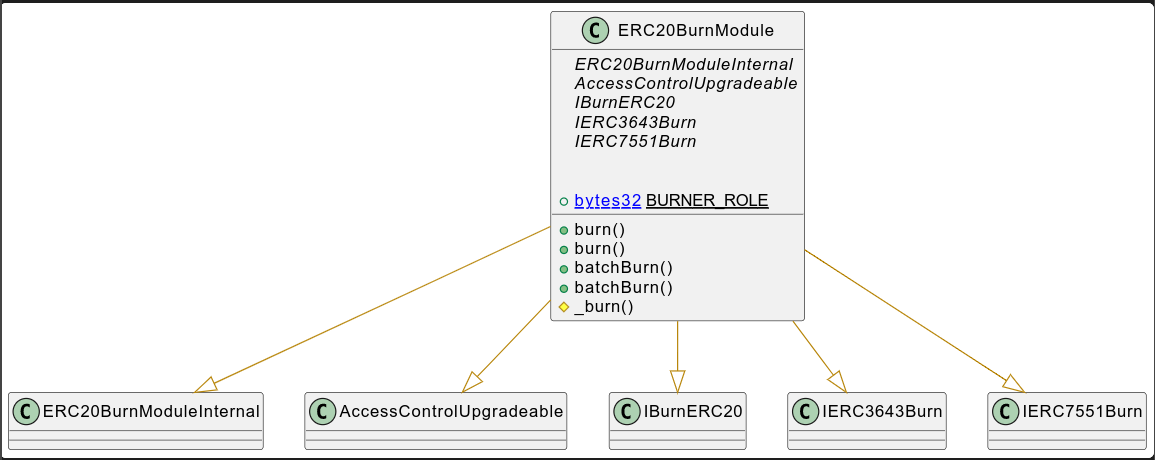 C ERC20BurnModule
ERC20BurnModuleInternal
AccessControlUpgradeable
IBurnERC20
IERC3643Burn
IERC7551Burn
bytes32 BURNER_ROLE
burn()
burn()
batchBurn()
batchBurn()
_burn()
C ERC20BurnModuleInternal
C AccessControlUpgradeable
C IBurnERC20
C IERC3643Burn
C IERC7551Burn